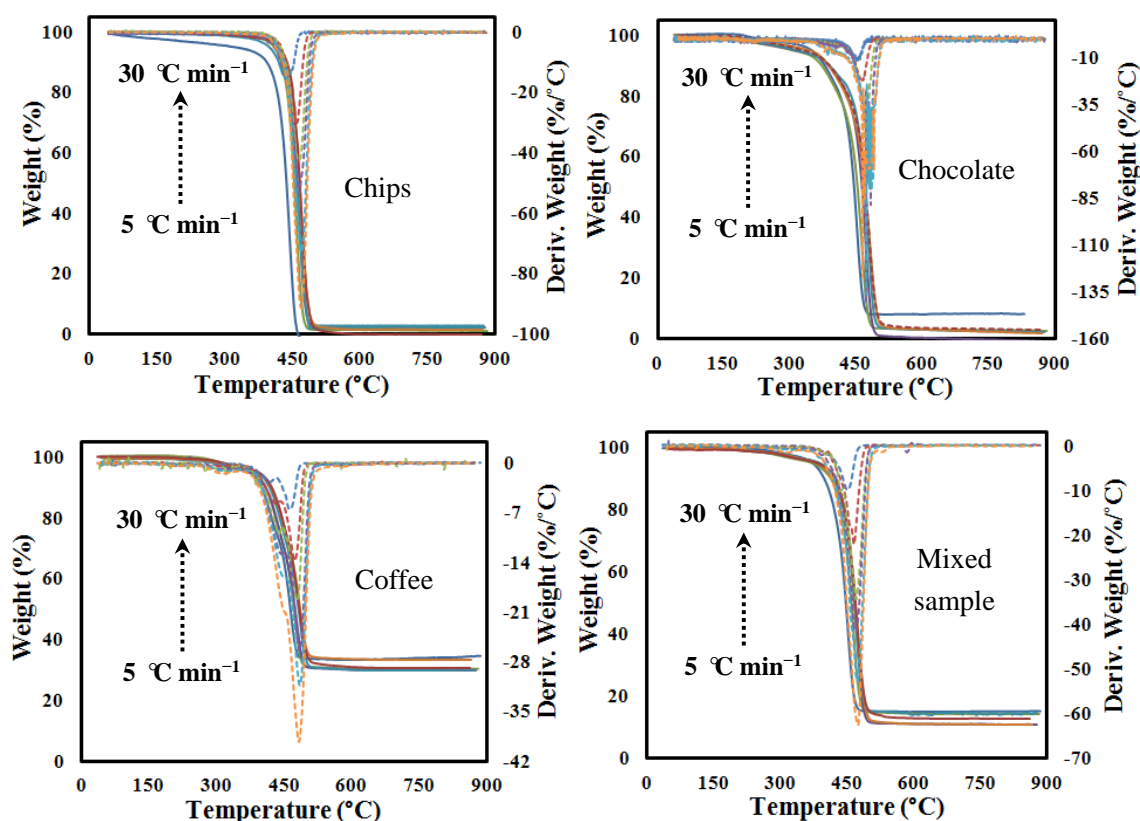 100
80
60
40
20
0
Weight (%)
30 °C min⁻¹
5 °C min⁻¹
Chips
0
-20
-40
-60
-80
-100
Deriv. Weight (%/°C)
0 150 300 450 600 750 900
Temperature (°C)
100
80
60
40
20
0
Weight (%)
30 °C min⁻¹
5 °C min⁻¹
Chocolate
-10
-35
-60
-85
-110
-135
-160
Deriv. Weight (%/°C)
0 150 300 450 600 750 900
Temperature (°C)
100
80
60
40
20
0
Weight (%)
30 °C min⁻¹
5 °C min⁻¹
Coffee
0
-7
-14
-21
-28
-35
-42
Deriv. Weight (%/°C)
0 150 300 450 600 750 900
Temperature (°C)
100
80
60
40
20
0
Weight (%)
30 °C min⁻¹
5 °C min⁻¹
Mixed
sample
0
-10
-20
-30
-40
-50
-60
-70
Deriv. Weight (%/°C)
0 150 300 450 600 750 900
Temperature (°C)